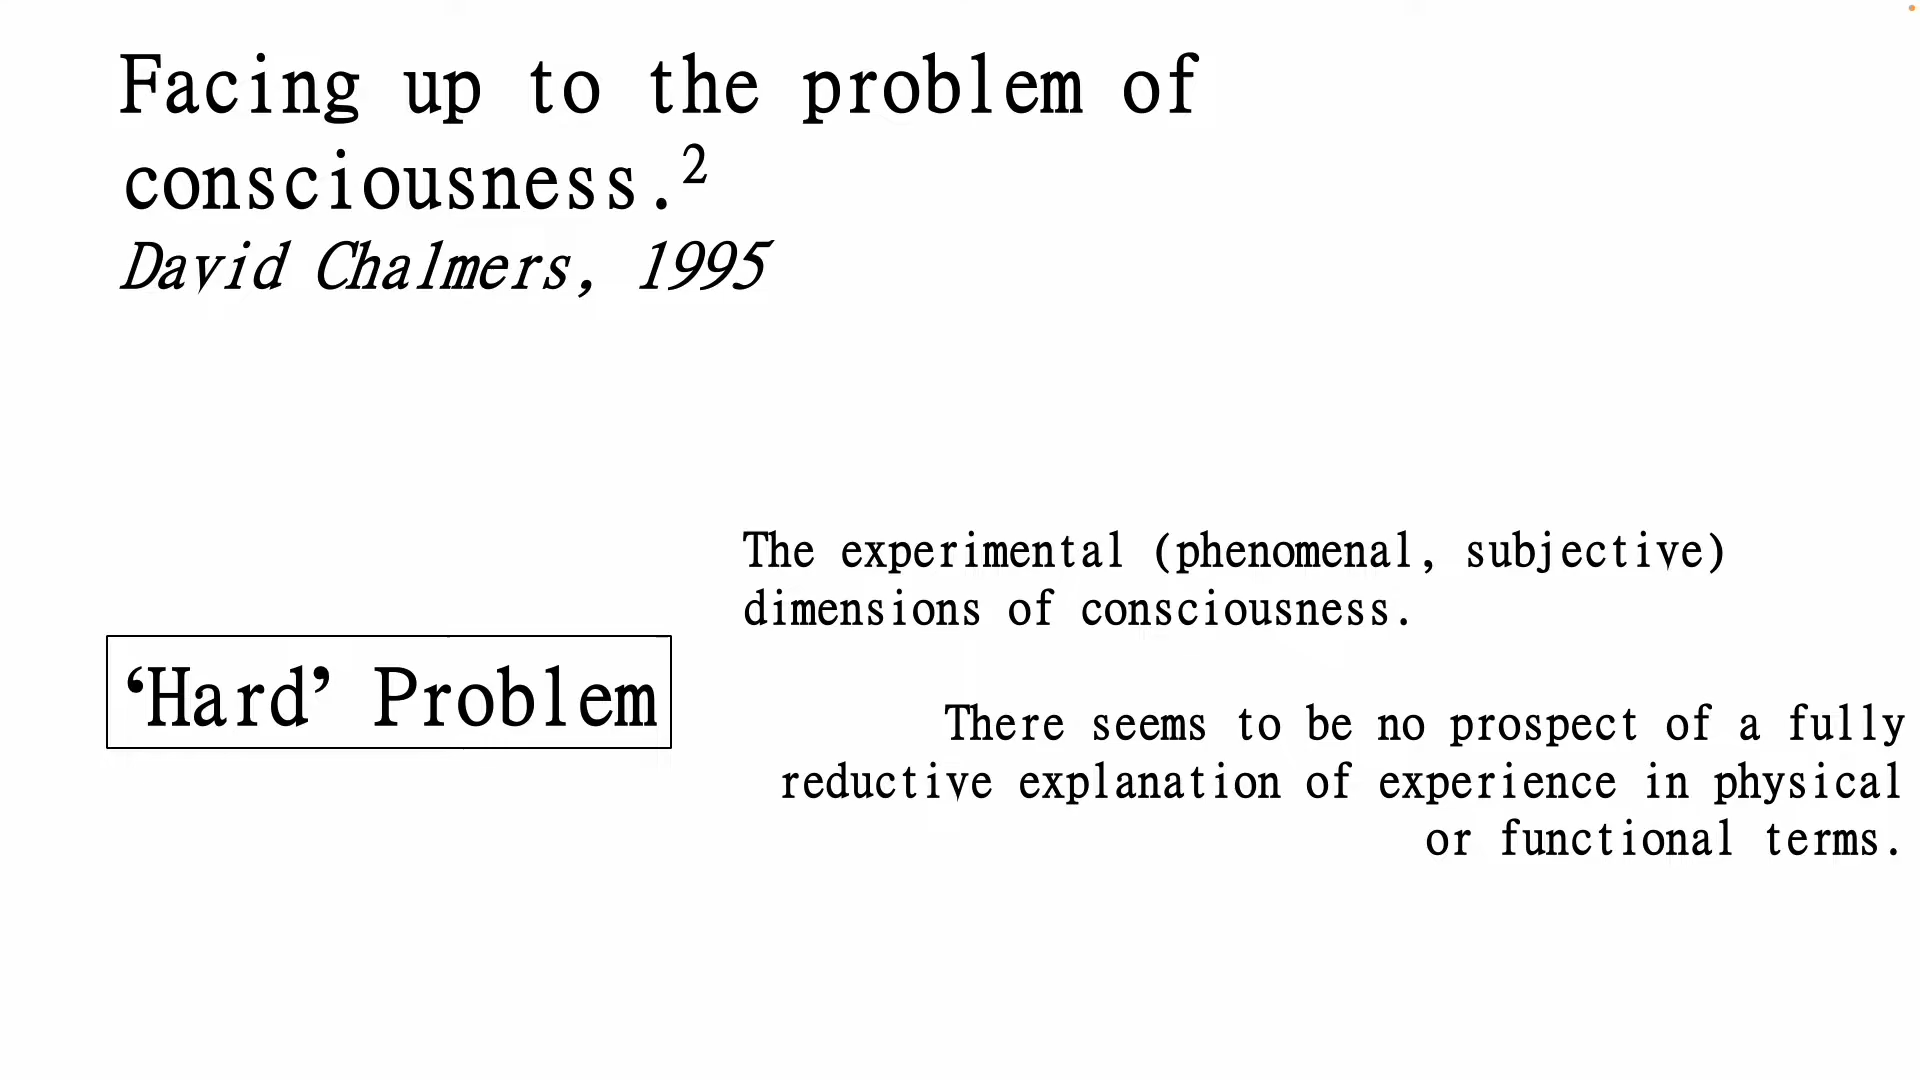 Facing up to the problem of
consciousness.²
David Chalmers, 1995
The experimental (phenomenal, subjective)
dimensions of consciousness.
‘Hard’ Problem
There seems to be no prospect of a fully
reductive explanation of experience in physical
or functional terms.